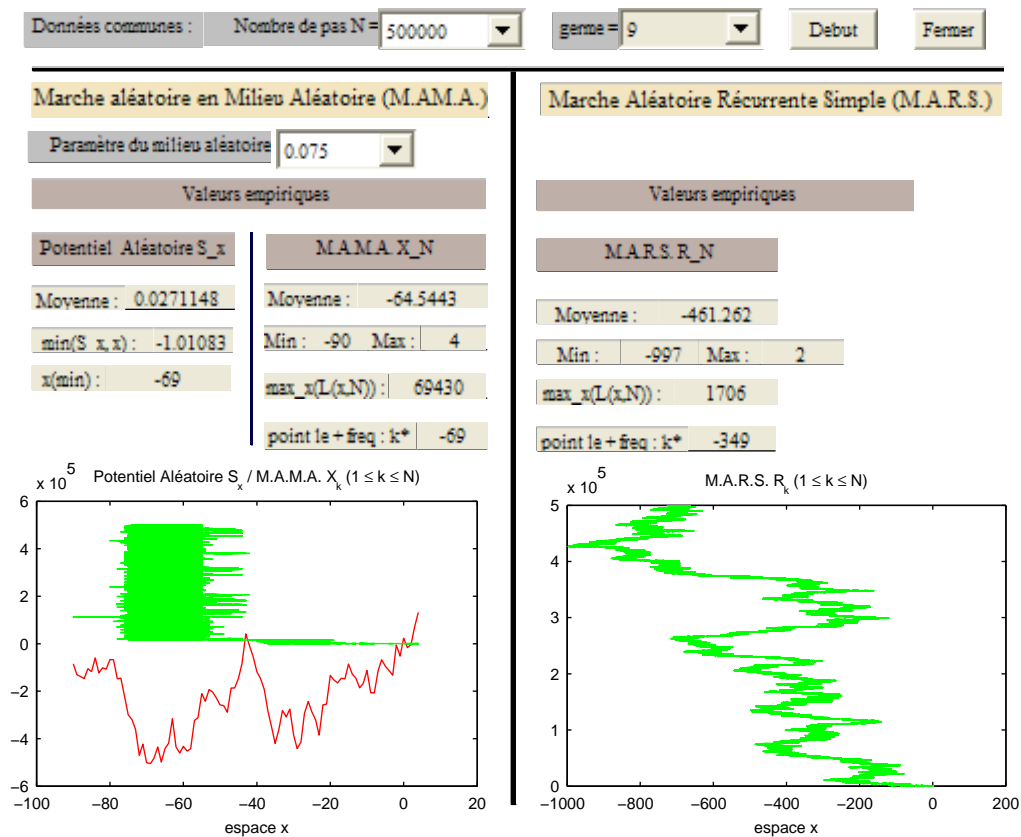 Données communes : Nombre de pas N = 500000 germe = 9 Debut Fermer
Marche aléatoire en Milieu Aléatoire (M.AM.A.)
Paramètre du milieu aléatoire 0.075
Valeurs empiriques
Potentiel Aléatoire S_x
M.A.M.A. X_N
Moyenne : 0.0271148
Moyenne : -64.5443
min(S_x, x) : -1.01083
Min : -90 Max : 4
x(min) : -69
max_x(L(x,N)) : 69430
point le + freq : k* -69
x 10^5
Potentiel Aléatoire S_x / M.A.M.A. X_k (1 ≤ k ≤ N)
6
4
2
0
−2
−4
−6
−100 −80 −60 −40 −20 0 20
espace x
Marche Aléatoire Récurrente Simple (M.A.R.S.)
Valeurs empiriques
M.A.R.S. R_N
Moyenne : -461.262
Min : -997 Max : 2
max_x(L(x,N)) : 1706
point le + freq : k* -349
x 10^5
M.A.R.S. R_k (1 ≤ k ≤ N)
5
4
3
2
1
0
−1000 −800 −600 −400 −200 0 200
espace x